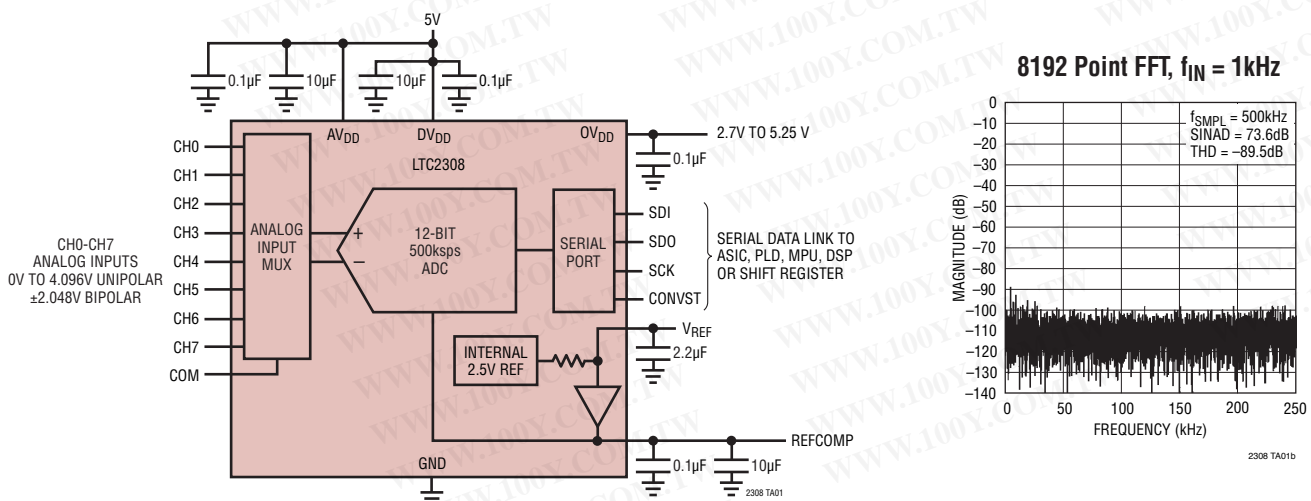 5V
0.1µF
10µF
10µF
0.1µF
AVDD
DVDD
OVDD
2.7V TO 5.25 V
0.1µF
LTC2308
CH0
CH1
CH2
CH3
CH4
CH5
CH6
CH7
COM
CH0-CH7
ANALOG INPUTS
0V TO 4.096V UNIPOLAR
±2.048V BIPOLAR
ANALOG
INPUT
MUX
+
–
12-BIT
500ksps
ADC
SERIAL
PORT
SDI
SDO
SCK
CONVST
SERIAL DATA LINK TO
ASIC, PLD, MPU, DSP
OR SHIFT REGISTER
INTERNAL
2.5V REF
VREF
2.2µF
REFCOMP
GND
0.1µF
10µF
2308 TA01
8192 Point FFT, fIN = 1kHz
fSMPL = 500kHz
SINAD = 73.6dB
THD = –89.5dB
MAGNITUDE (dB)
0
–10
–20
–30
–40
–50
–60
–70
–80
–90
–100
–110
–120
–130
–140
0 50 100 150 200 250
FREQUENCY (kHz)
2308 TA01b
WWW.100Y.COM.TW